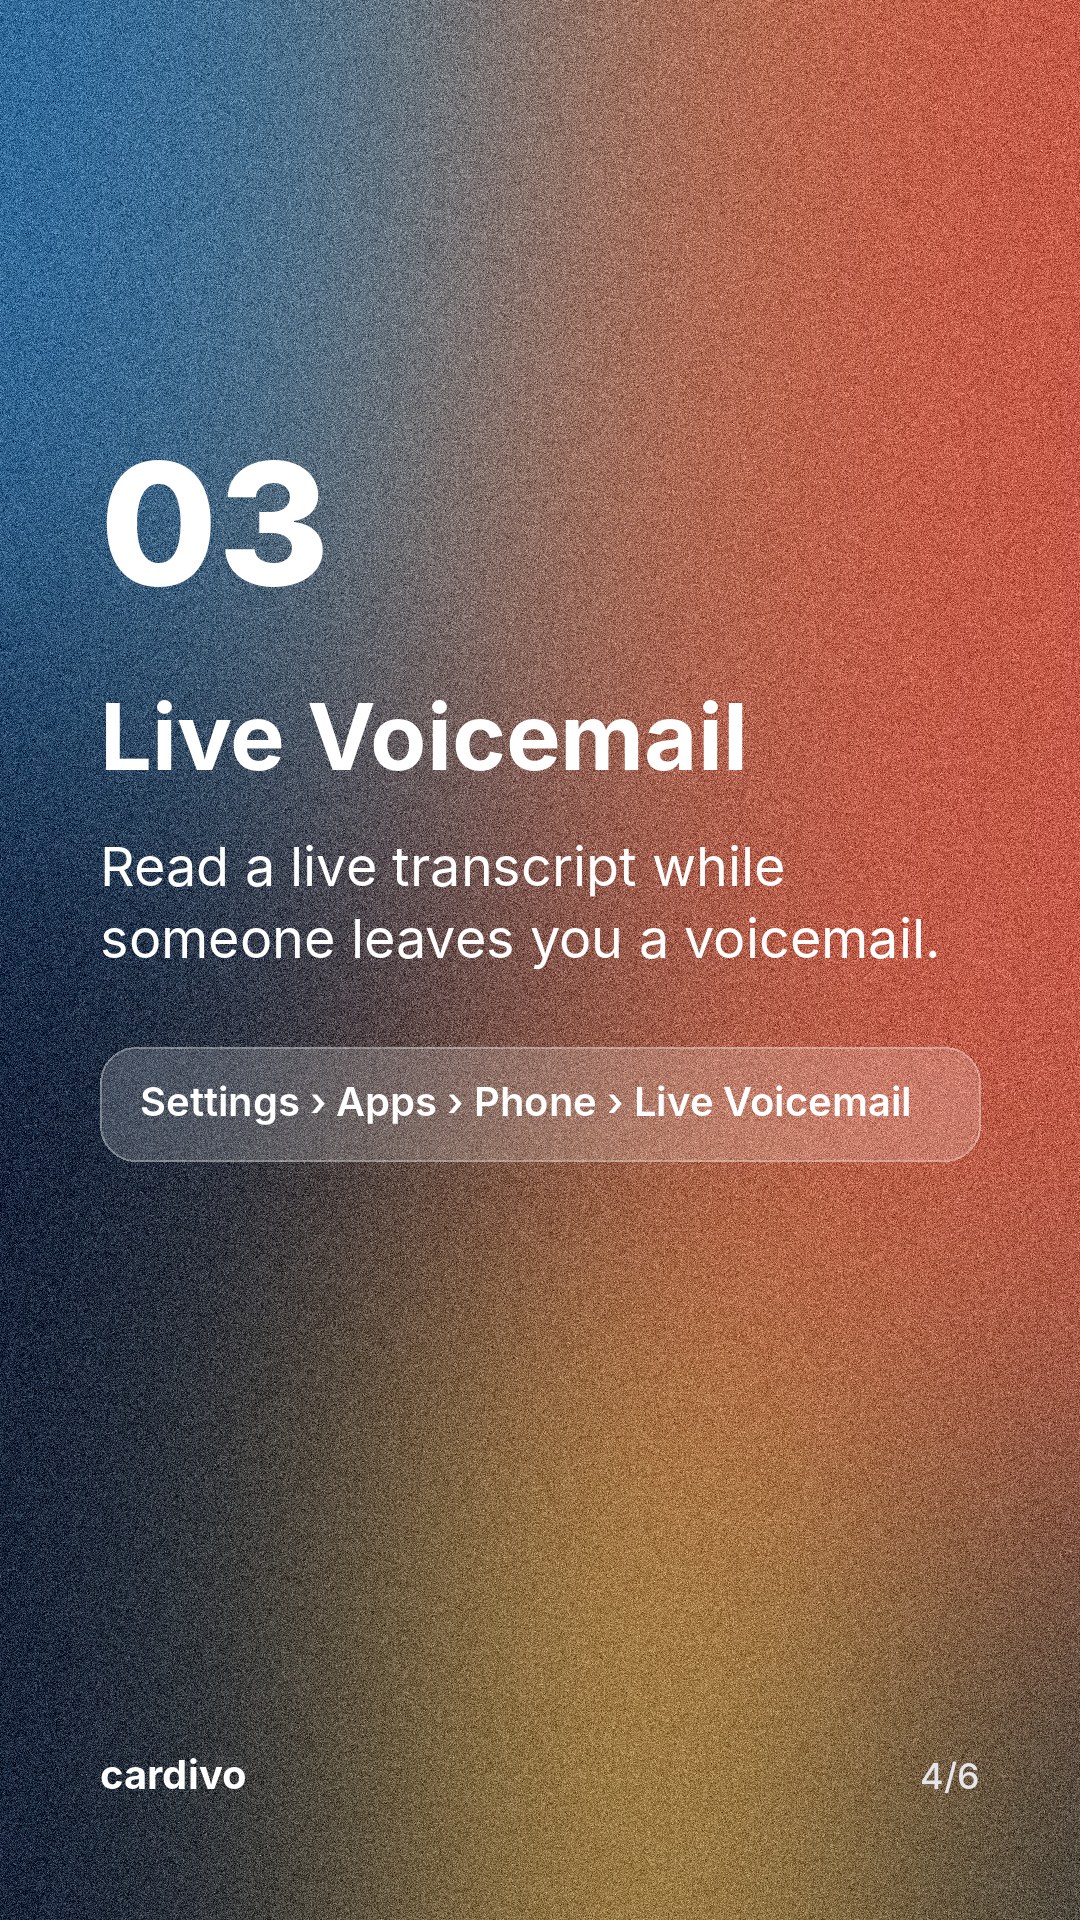 03
Live Voicemail
Read a live transcript while
someone leaves you a voicemail.
Settings › Apps › Phone › Live Voicemail
cardivo
4/6